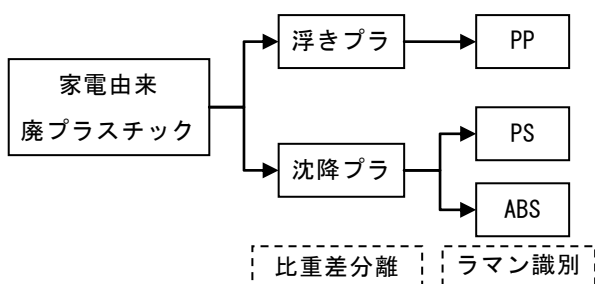 家電由来
廃プラスチック
浮きプラ
PP
沈降プラ
PS
ABS
比重差分離
ラマン識別